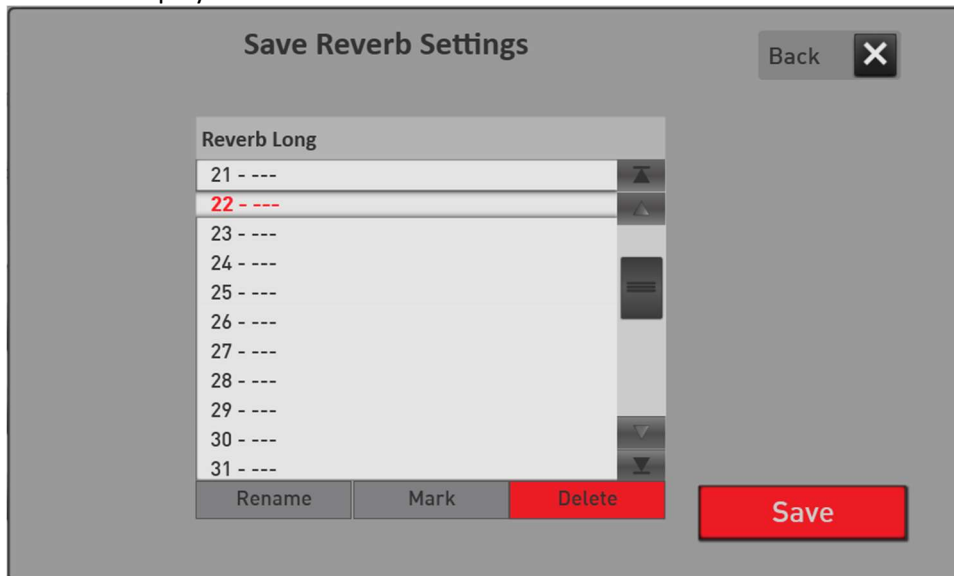 Save Reverb Settings
Back
Reverb Long
21 - ---
22 - ---
23 - ---
24 - ---
25 - ---
26 - ---
27 - ---
28 - ---
29 - ---
30 - ---
31 - ---
Rename Mark Delete
Save